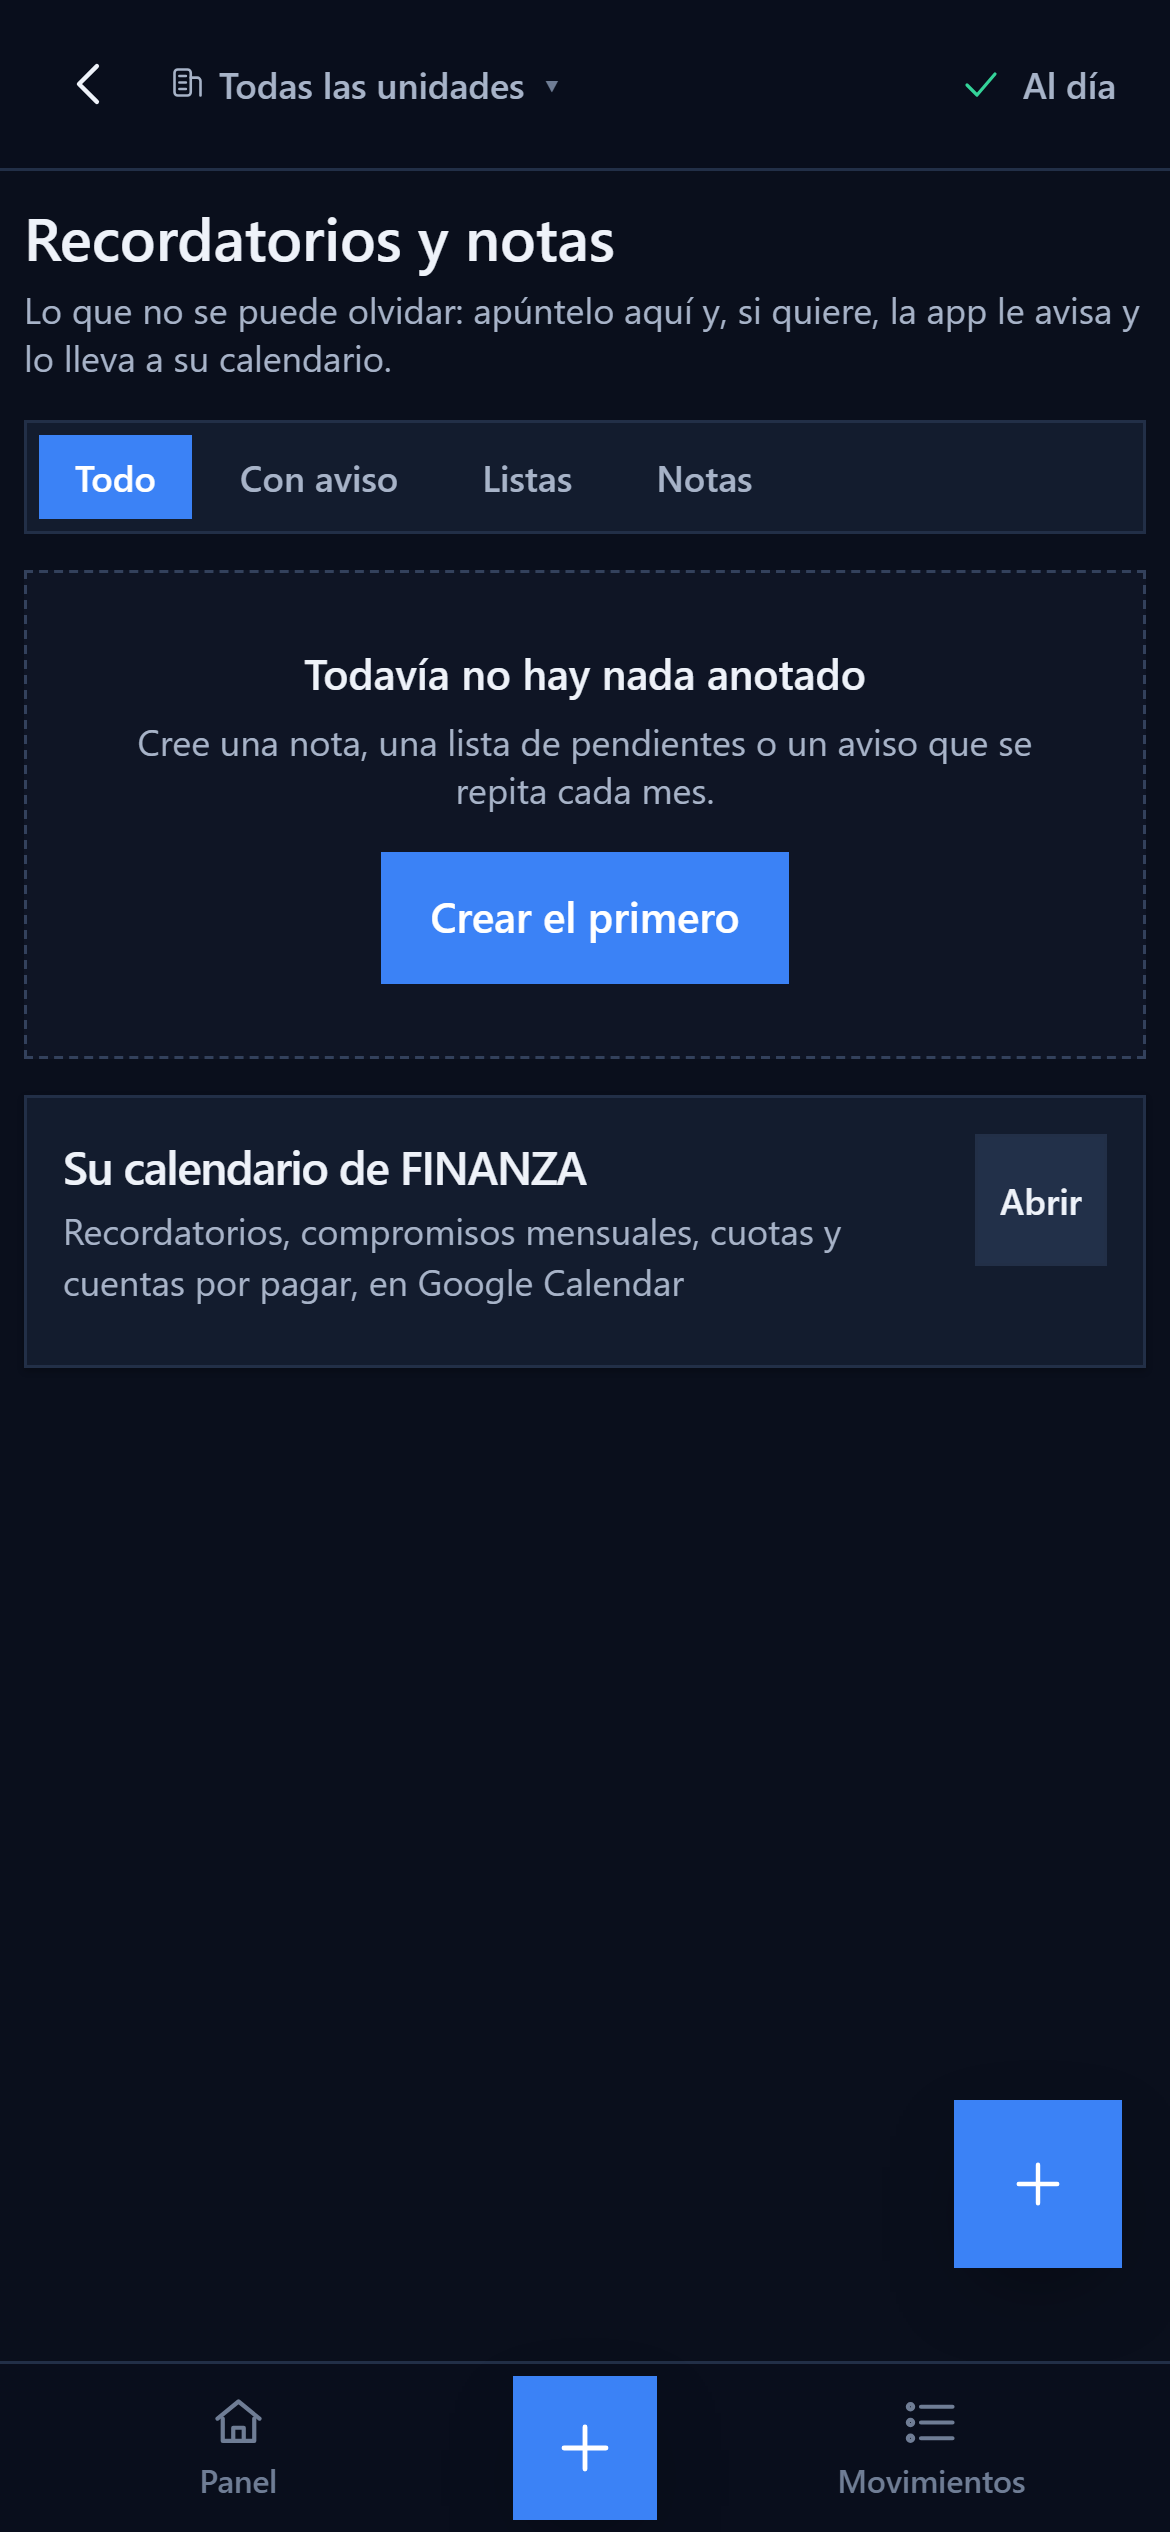 Todas las unidades ▼
Al día
Recordatorios y notas
Lo que no se puede olvidar: apúntelo aquí y, si quiere, la app le avisa y
lo lleva a su calendario.
Todo
Con aviso
Listas
Notas
Todavía no hay nada anotado
Cree una nota, una lista de pendientes o un aviso que se
repita cada mes.
Crear el primero
Su calendario de FINANZA
Recordatorios, compromisos mensuales, cuotas y
cuentas por pagar, en Google Calendar
Abrir
Panel
Movimientos